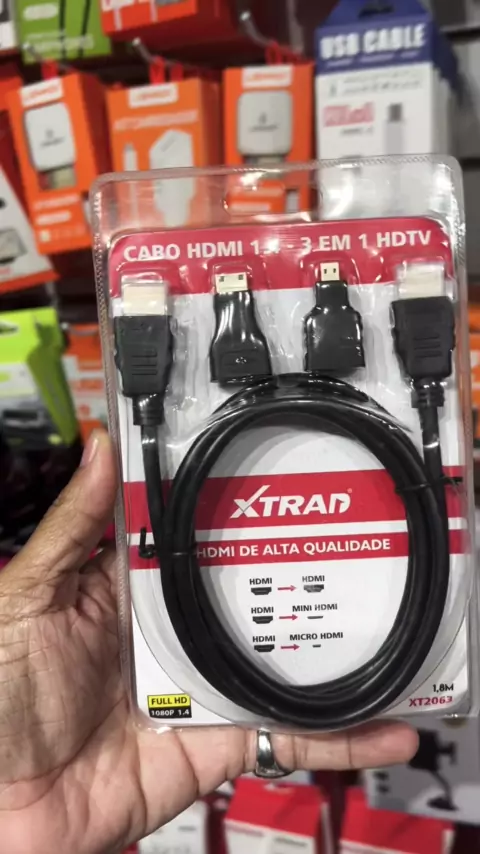 USB CABLE
CABO HDMI 1.4 - 3 EM 1 HDTV
XTRAD
HDMI DE ALTA QUALIDADE
HDMI HDMI
HDMI MINI HDMI
HDMI MICRO HDMI
FULL HD
1080P 1.4
1,8M
XT2063